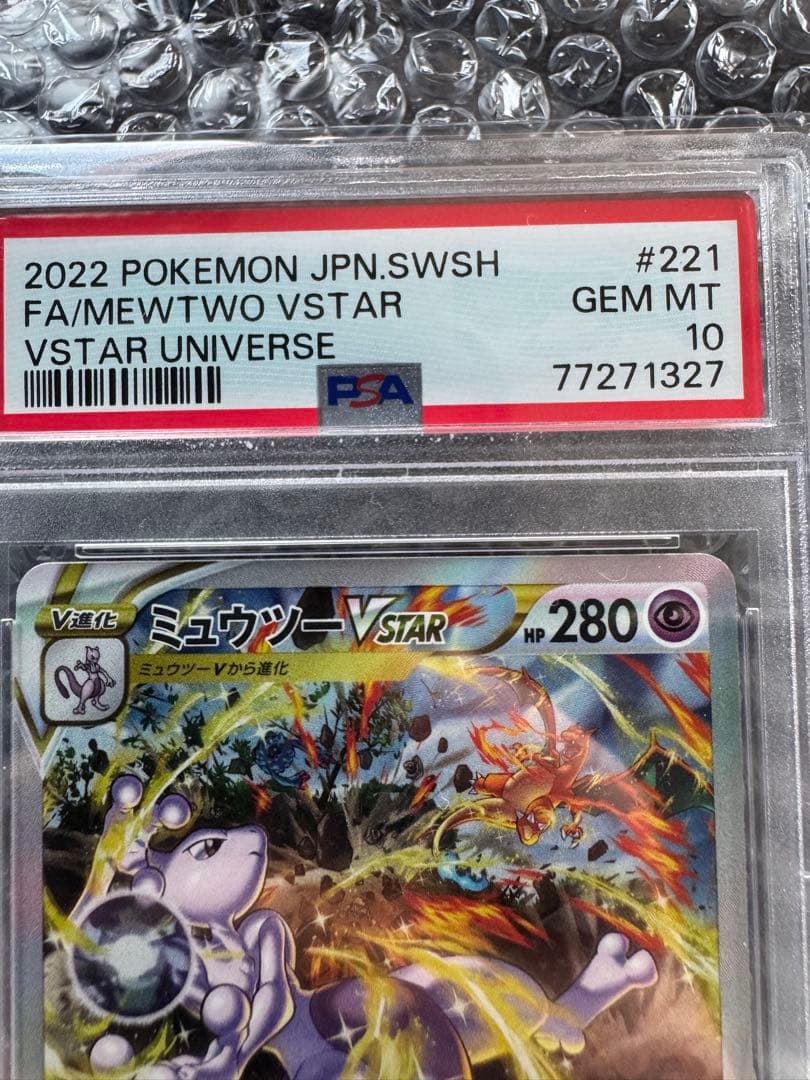 2022 POKEMON JPN.SWSH #221
FA/MEWTWO VSTAR GEM MT
VSTAR UNIVERSE 10
PSA 77271327
V進化 ミュウツーVSTAR HP 280
ミュウツーVから進化